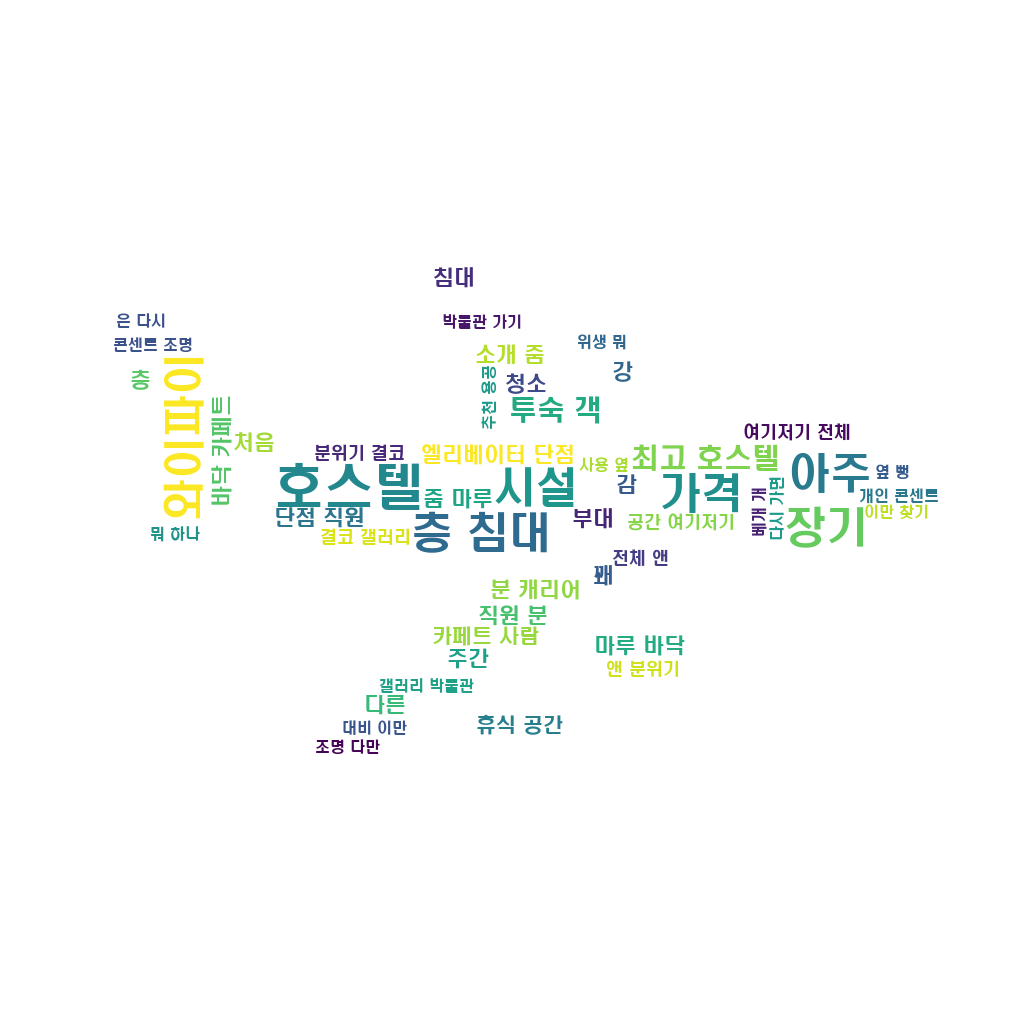 침대
은 다시
박물관 가기
콘센트 조명
위생 뭐
소개 줌
층
강
청소
추천 용공
투숙 객
와이파이
바닥 카페트
처음
여기저기 전체
분위기 결코
엘리베이터 단점
사용 옆
최고 호스텔
아주
옆 뺑
호스텔
시설
감
가격
줌 마루
개인 콘센트
베개 개
다시 가면
이만 찾기
단점 직원
층 침대
부대
공간 여기저기
장기
뭐 하나
결코 갤러리
전체 앤
꽤
분 캐리어
직원 분
카페트 사람
마루 바닥
주간
앤 분위기
갤러리 박물관
다른
대비 이만
휴식 공간
조명 다만